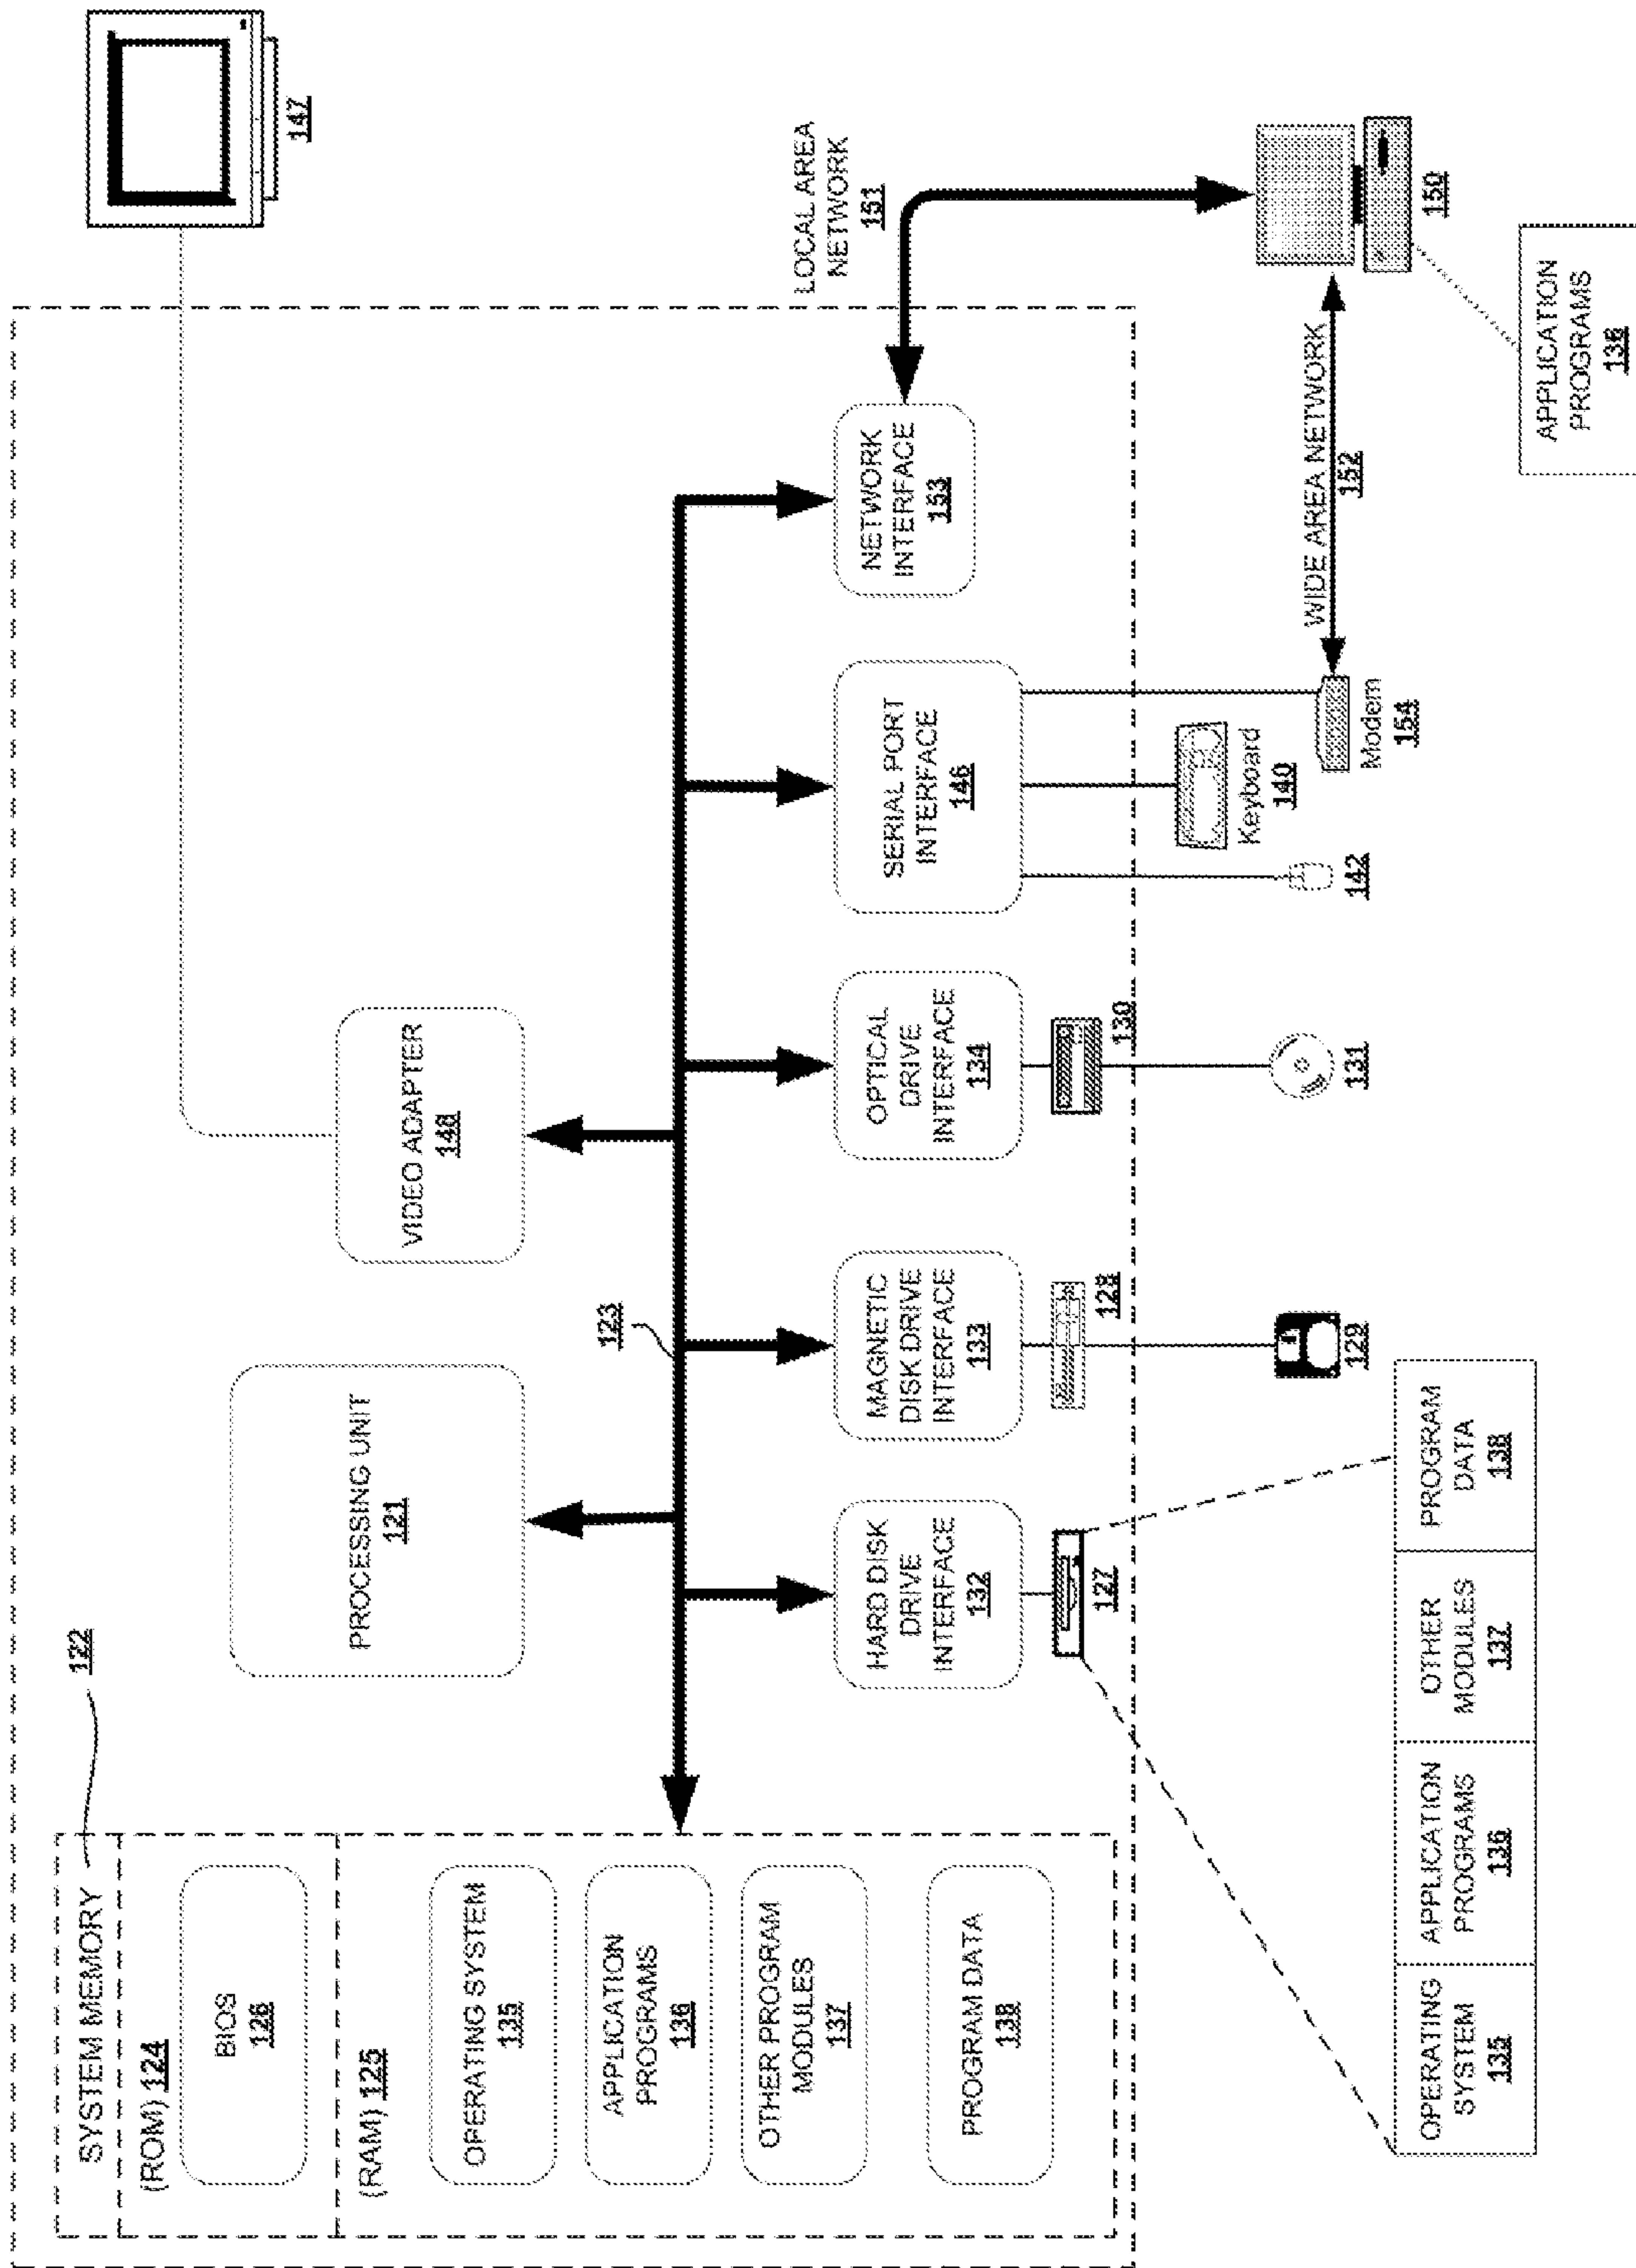 SYSTEM MEMORY
122
(ROM) 124
BIOS
126
(RAM) 125
OPERATING SYSTEM
135
APPLICATION
PROGRAMS
136
OTHER PROGRAM
MODULES
137
PROGRAM DATA
138
PROCESSING UNIT
121
VIDEO ADAPTER
148
147
123
HARD DISK
DRIVE
INTERFACE
132
MAGNETIC
DISK DRIVE
INTERFACE
133
OPTICAL
DRIVE
INTERFACE
134
SERIAL PORT
INTERFACE
146
NETWORK
INTERFACE
153
LOCAL AREA
NETWORK
151
127
128
130
129
131
142
Keyboard
140
Modem
154
WIDE AREA NETWORK
152
150
OPERATING
SYSTEM
135
APPLICATION
PROGRAMS
136
OTHER
MODULES
137
PROGRAM
DATA
138
APPLICATION
PROGRAMS
136